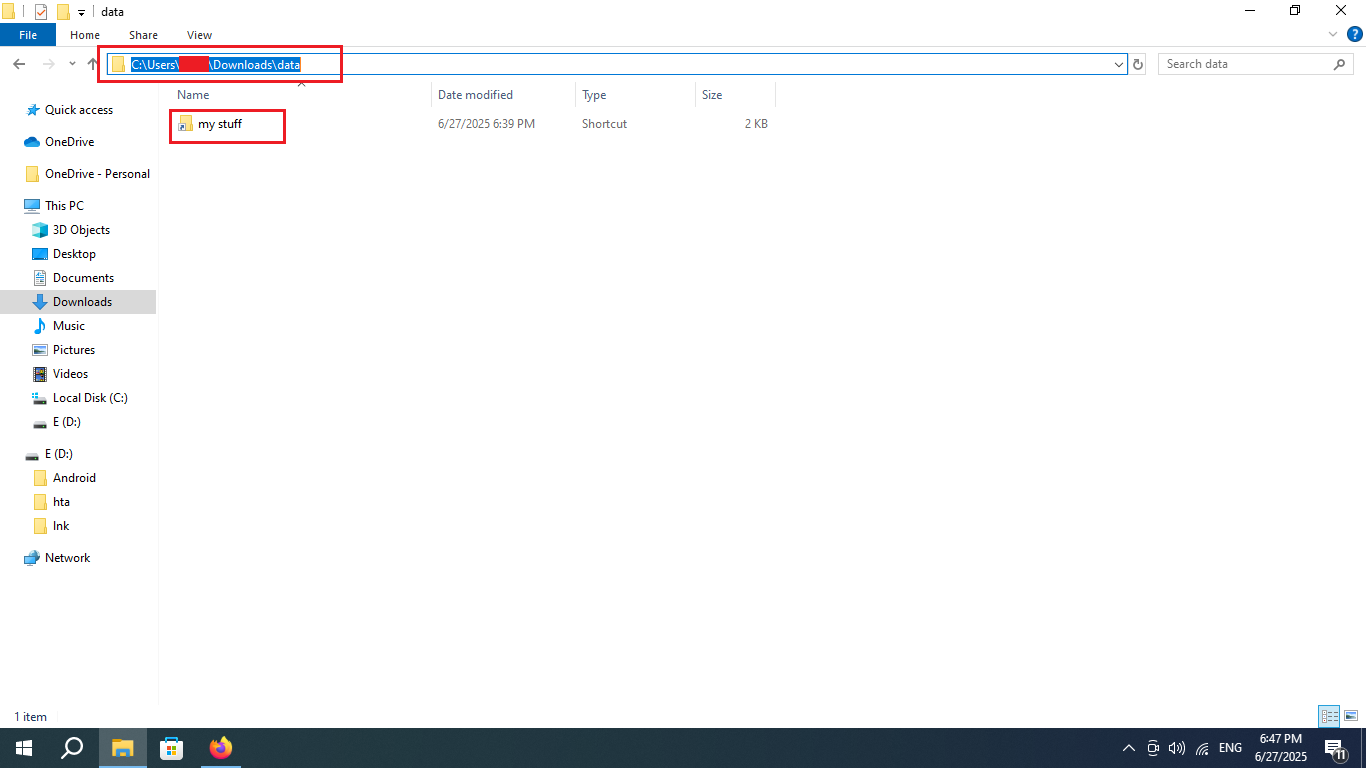 data
File Home Share View
C:\Users\ \Downloads\data
Search data
Name Date modified Type Size
my stuff 6/27/2025 6:39 PM Shortcut 2 KB
Quick access
OneDrive
OneDrive - Personal
This PC
3D Objects
Desktop
Documents
Downloads
Music
Pictures
Videos
Local Disk (C:)
E (D:)
E (D:)
Android
hta
lnk
Network
1 item
ENG
6:47 PM
6/27/2025
11